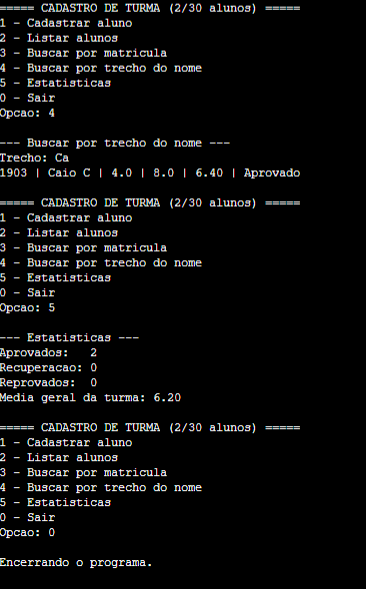 ===== CADASTRO DE TURMA (2/30 alunos) =====
1 - Cadastrar aluno
2 - Listar alunos
3 - Buscar por matricula
4 - Buscar por trecho do nome
5 - Estatisticas
0 - Sair
Opcao: 4
--- Buscar por trecho do nome ---
Trecho: Ca
1903 | Caio C | 4.0 | 8.0 | 6.40 | Aprovado
===== CADASTRO DE TURMA (2/30 alunos) =====
1 - Cadastrar aluno
2 - Listar alunos
3 - Buscar por matricula
4 - Buscar por trecho do nome
5 - Estatisticas
0 - Sair
Opcao: 5
--- Estatisticas ---
Aprovados:   2
Recuperacao: 0
Reprovados:  0
Media geral da turma: 6.20
===== CADASTRO DE TURMA (2/30 alunos) =====
1 - Cadastrar aluno
2 - Listar alunos
3 - Buscar por matricula
4 - Buscar por trecho do nome
5 - Estatisticas
0 - Sair
Opcao: 0
Encerrando o programa.